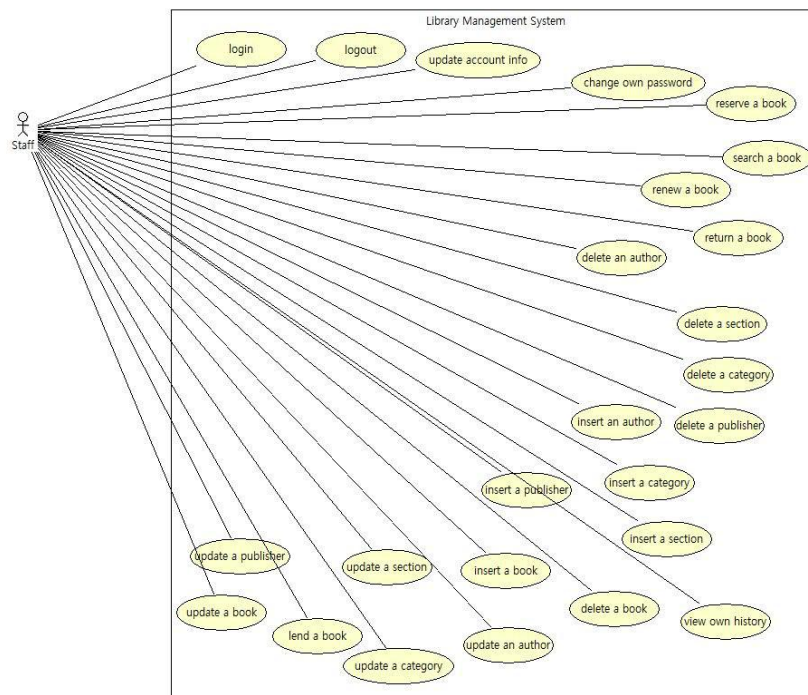 Library Management System
login
logout
update account info
change own password
reserve a book
Staff
search a book
renew a book
return a book
delete an author
delete a section
delete a category
insert an author
delete a publisher
insert a category
insert a publisher
insert a section
update a publisher
update a section
insert a book
update a book
delete a book
view own history
lend a book
update an author
update a category